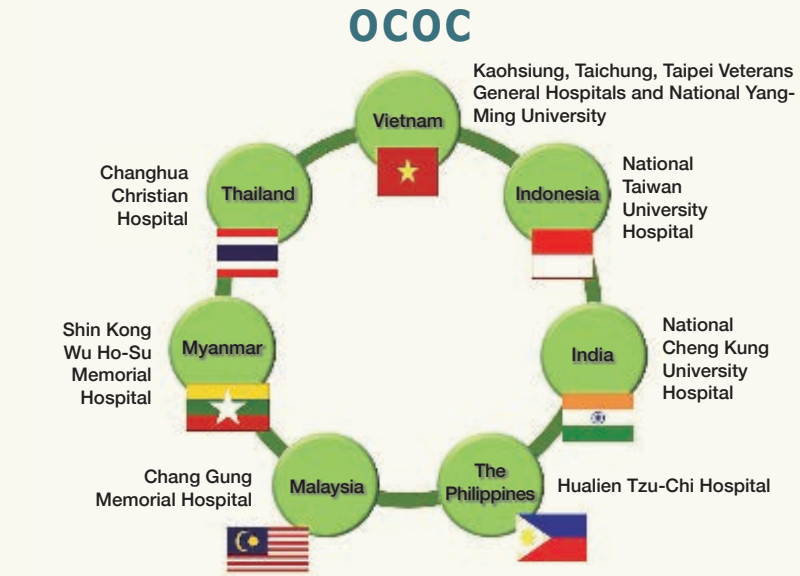 OCOC
Kaohsiung, Taichung, Taipei Veterans
General Hospitals and National Yang-
Ming University
Vietnam
National
Taiwan
University
Hospital
Indonesia
National
Cheng Kung
University
Hospital
India
Hualien Tzu-Chi Hospital
The
Philippines
Chang Gung
Memorial Hospital
Malaysia
Shin Kong
Wu Ho-Su
Memorial
Hospital
Myanmar
Changhua
Christian
Hospital
Thailand